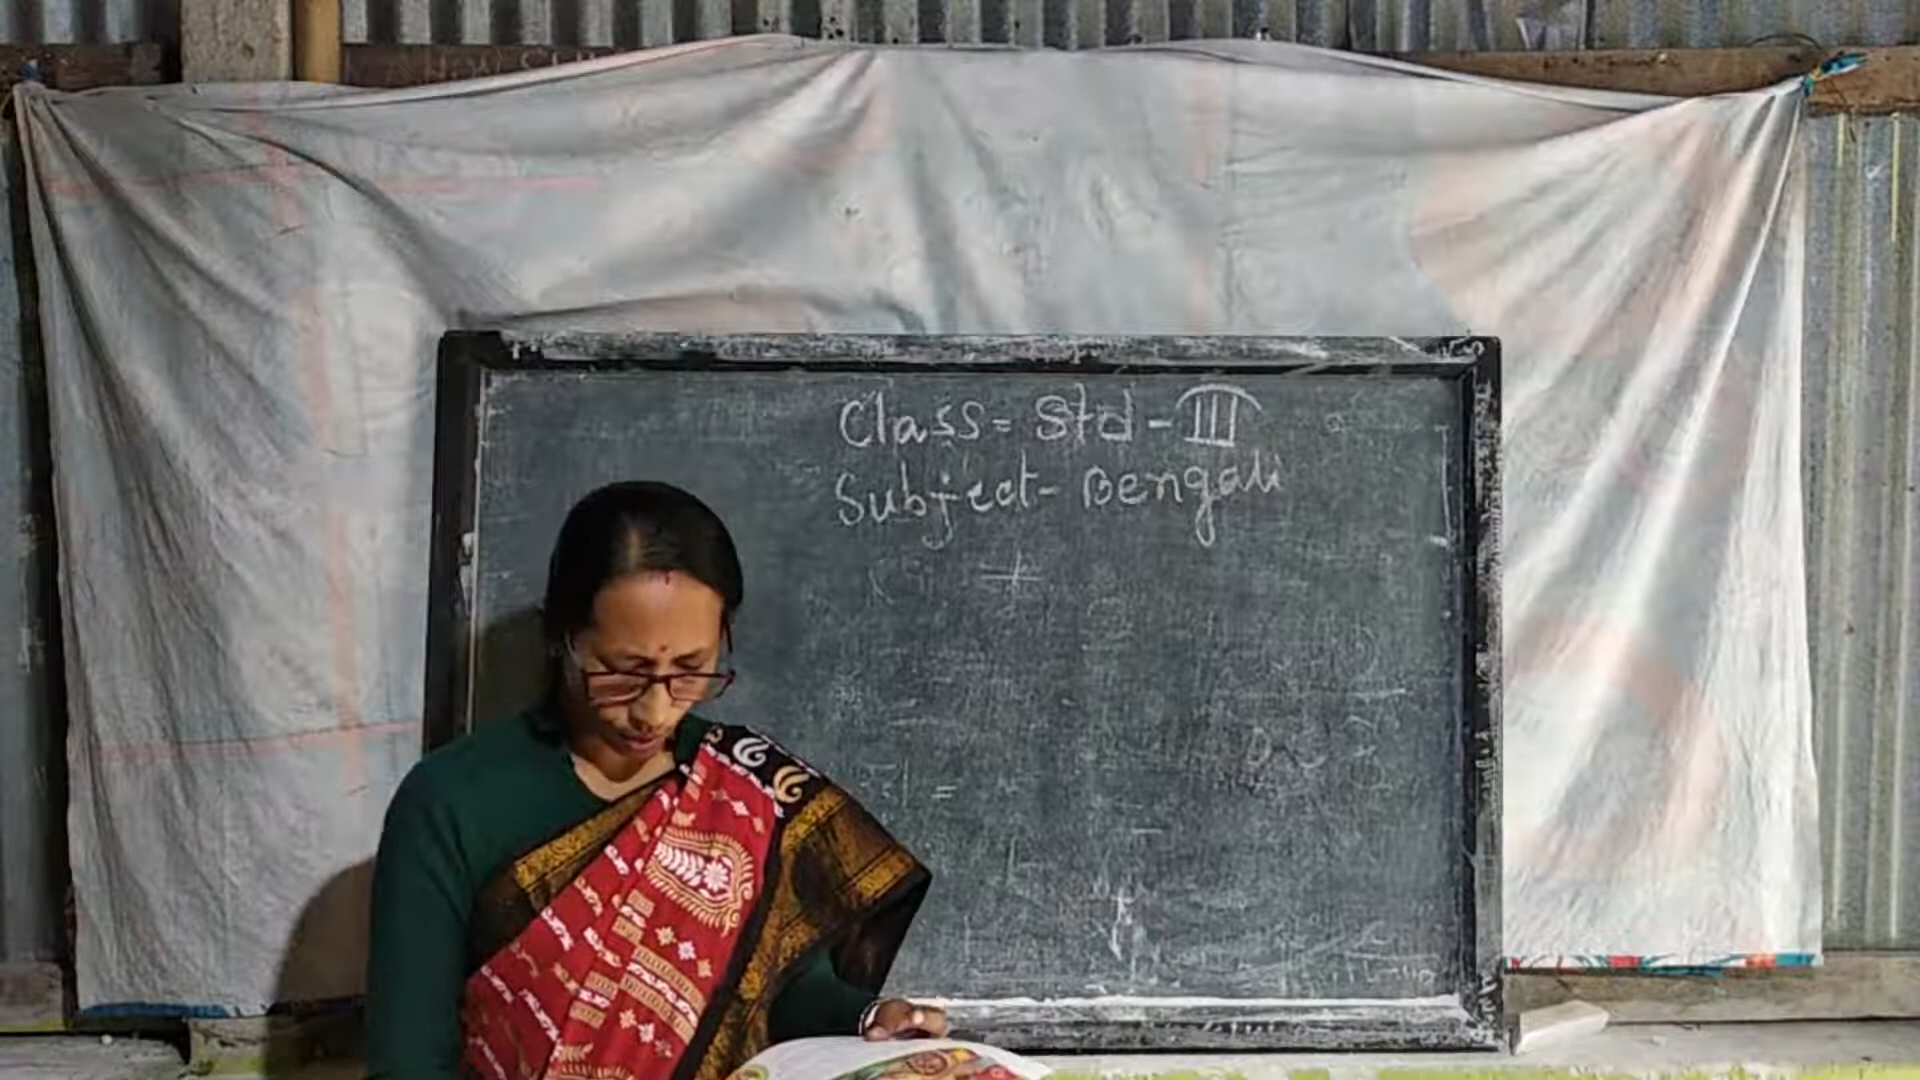 Class = Std - III
Subject - Bengali